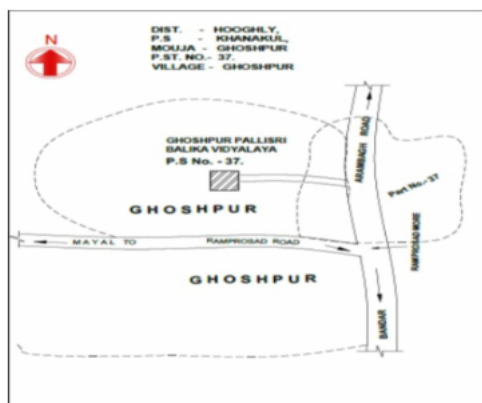 N
DIST. - HOOGHLY,
P.S - KHANAKUL,
MOUJA - GHOSHPUR
P.ST. NO.- 37.
VILLAGE - GHOSHPUR
GHOSHPUR PALLISRI
BALIKA VIDYALAYA
P.S No. - 37.
ARAMBAGH ROAD
Part No.- 37
GHOSHPUR
MAYAL TO RAMPROSAD ROAD
RAMPROSAD MORE
GHOSHPUR
BANDAR